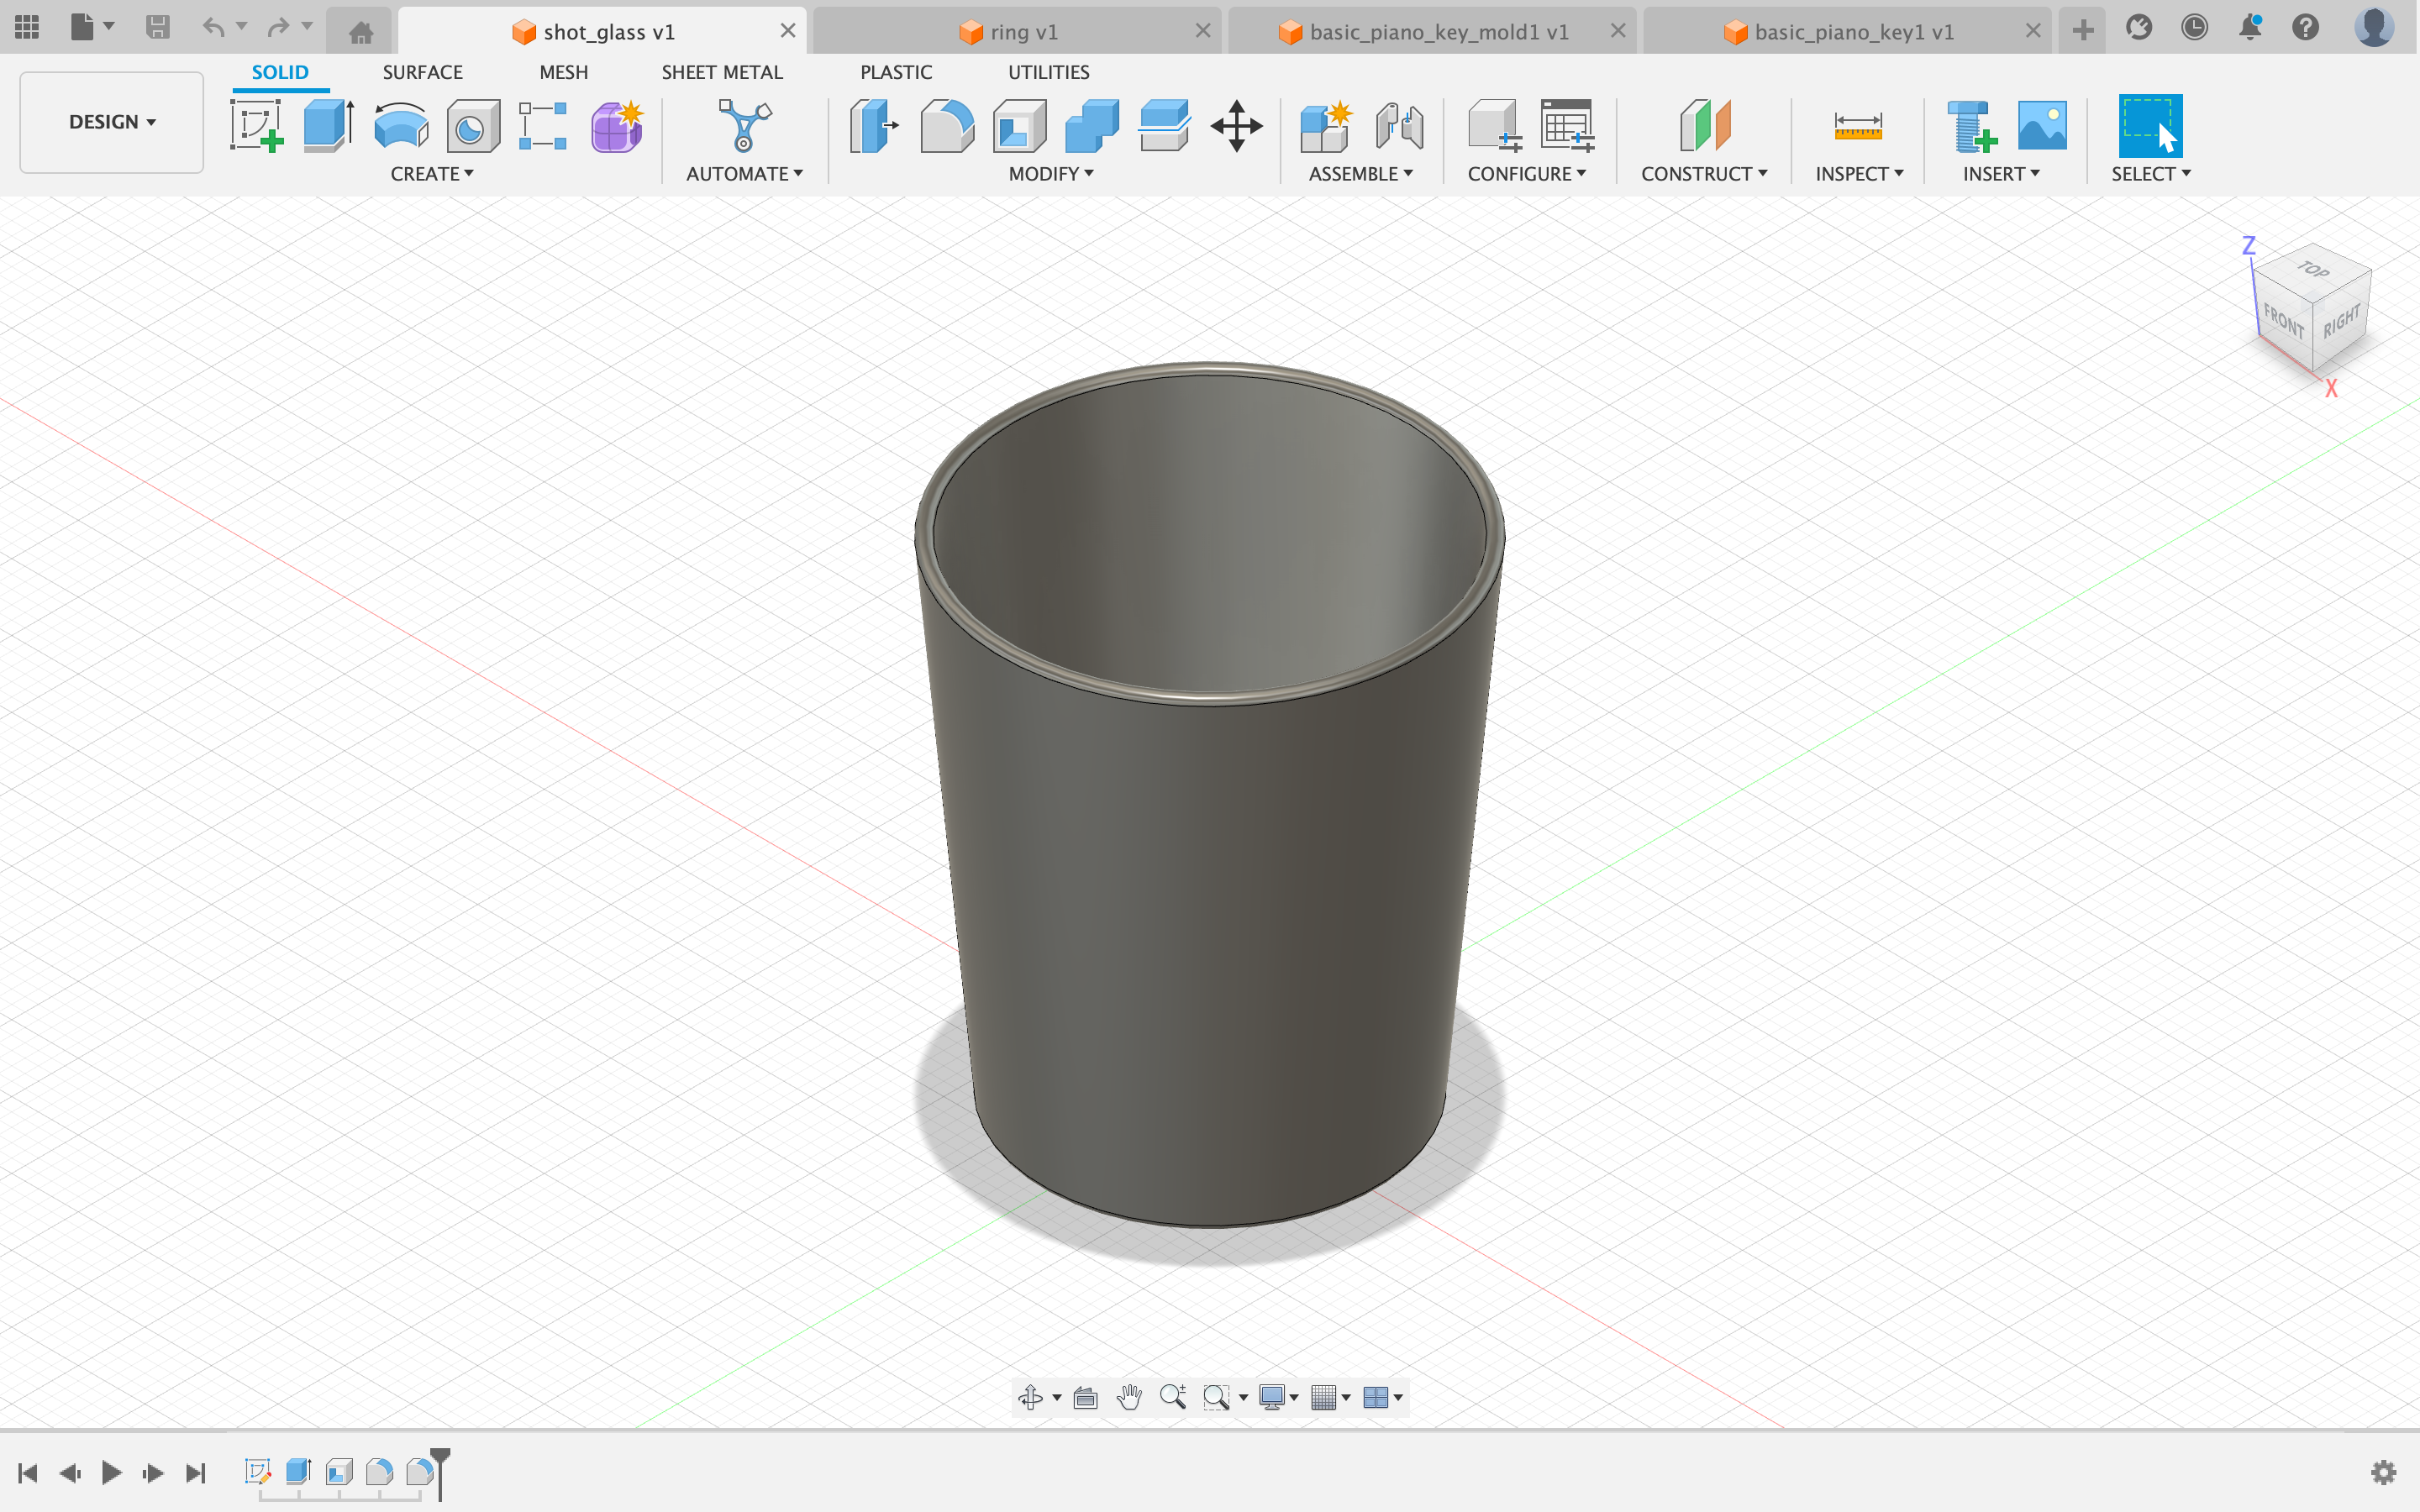 shot_glass v1
ring v1
basic_piano_key_mold1 v1
basic_piano_key1 v1
DESIGN
SOLID
SURFACE
MESH
SHEET METAL
PLASTIC
UTILITIES
CREATE
AUTOMATE
MODIFY
ASSEMBLE
CONFIGURE
CONSTRUCT
INSPECT
INSERT
SELECT
Z
TOP
FRONT
RIGHT
X